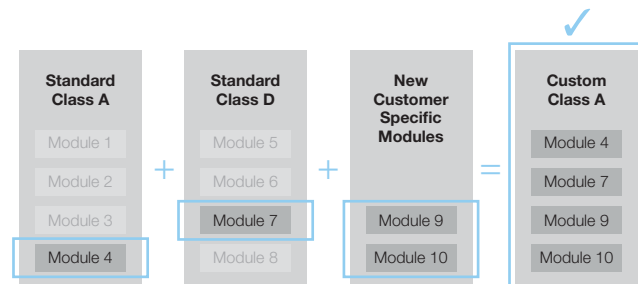 Standard
Class A
Module 1
Module 2
Module 3
Module 4
+
Standard
Class D
Module 5
Module 6
Module 7
Module 8
+
New
Customer
Specific
Modules
Module 9
Module 10
=
✓
Custom
Class A
Module 4
Module 7
Module 9
Module 10